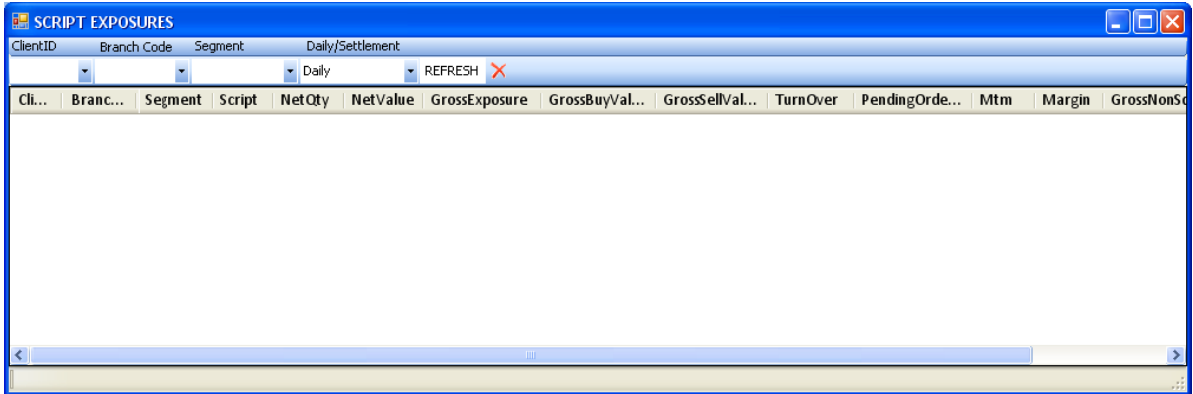 SCRIPT EXPOSURES
ClientID Branch Code Segment Daily/Settlement
Daily REFRESH
Cli... Branc... Segment Script NetQty NetValue GrossExposure GrossBuyVal... GrossSellVal... TurnOver PendingOrde... Mtm Margin GrossNonSq